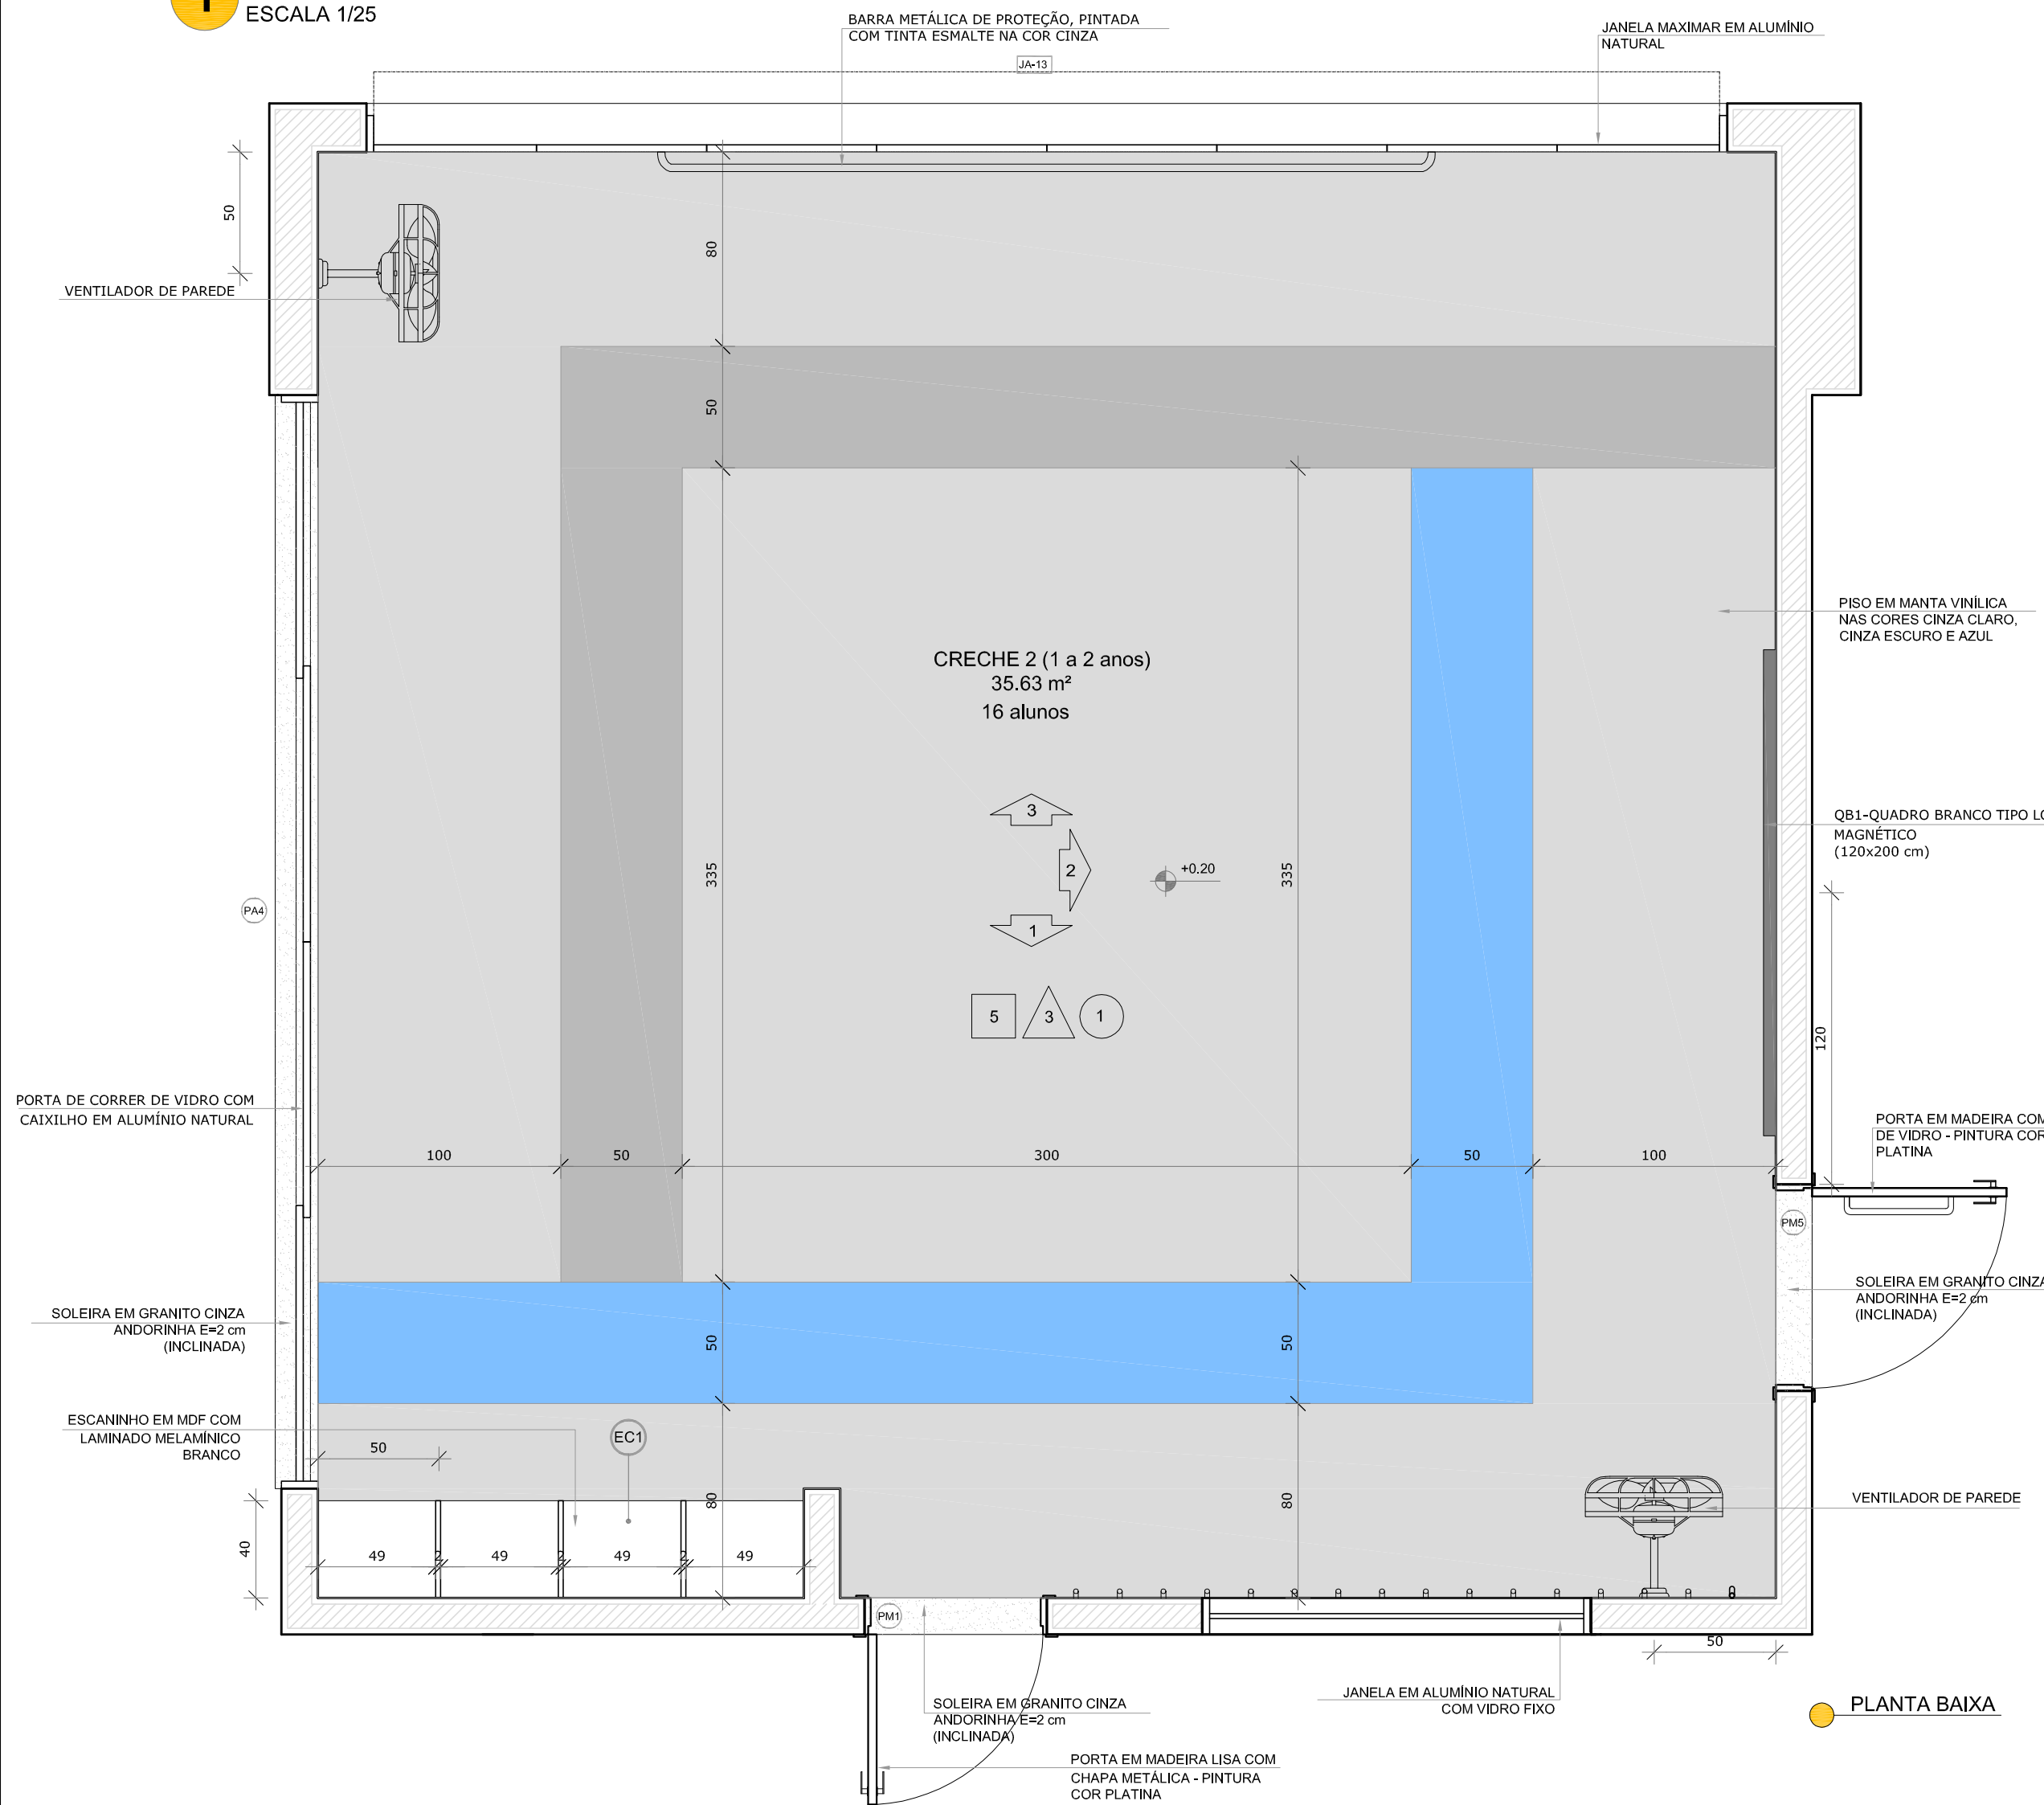 ESCALA 1/25
BARRA METÁLICA DE PROTEÇÃO, PINTADA
COM TINTA ESMALTE NA COR CINZA
JANELA MAXIMAR EM ALUMÍNIO
NATURAL
JA-13
50
80
VENTILADOR DE PAREDE
50
PISO EM MANTA VINÍLICA
NAS CORES CINZA CLARO,
CINZA ESCURO E AZUL
CRECHE 2 (1 a 2 anos)
35.63 m²
16 alunos
3
QB1-QUADRO BRANCO TIPO
MAGNÉTICO
(120x200 cm)
2
+0.20
335
335
PA4
1
5
3
1
120
PORTA DE CORRER DE VIDRO COM
CAIXILHO EM ALUMÍNIO NATURAL
PORTA EM MADEIRA COM
DE VIDRO - PINTURA COR
PLATINA
100
50
300
50
100
PM5
SOLEIRA EM GRANITO CINZA
ANDORINHA E=2 cm
(INCLINADA)
SOLEIRA EM GRANITO CINZA
ANDORINHA E=2 cm
(INCLINADA)
50
50
ESCANINHO EM MDF COM
LAMINADO MELAMÍNICO
BRANCO
EC1
50
80
80
VENTILADOR DE PAREDE
40
49
2
49
2
49
2
49
PM1
50
SOLEIRA EM GRANITO CINZA
ANDORINHA E=2 cm
(INCLINADA)
JANELA EM ALUMÍNIO NATURAL
COM VIDRO FIXO
PLANTA BAIXA
PORTA EM MADEIRA LISA COM
CHAPA METÁLICA - PINTURA
COR PLATINA